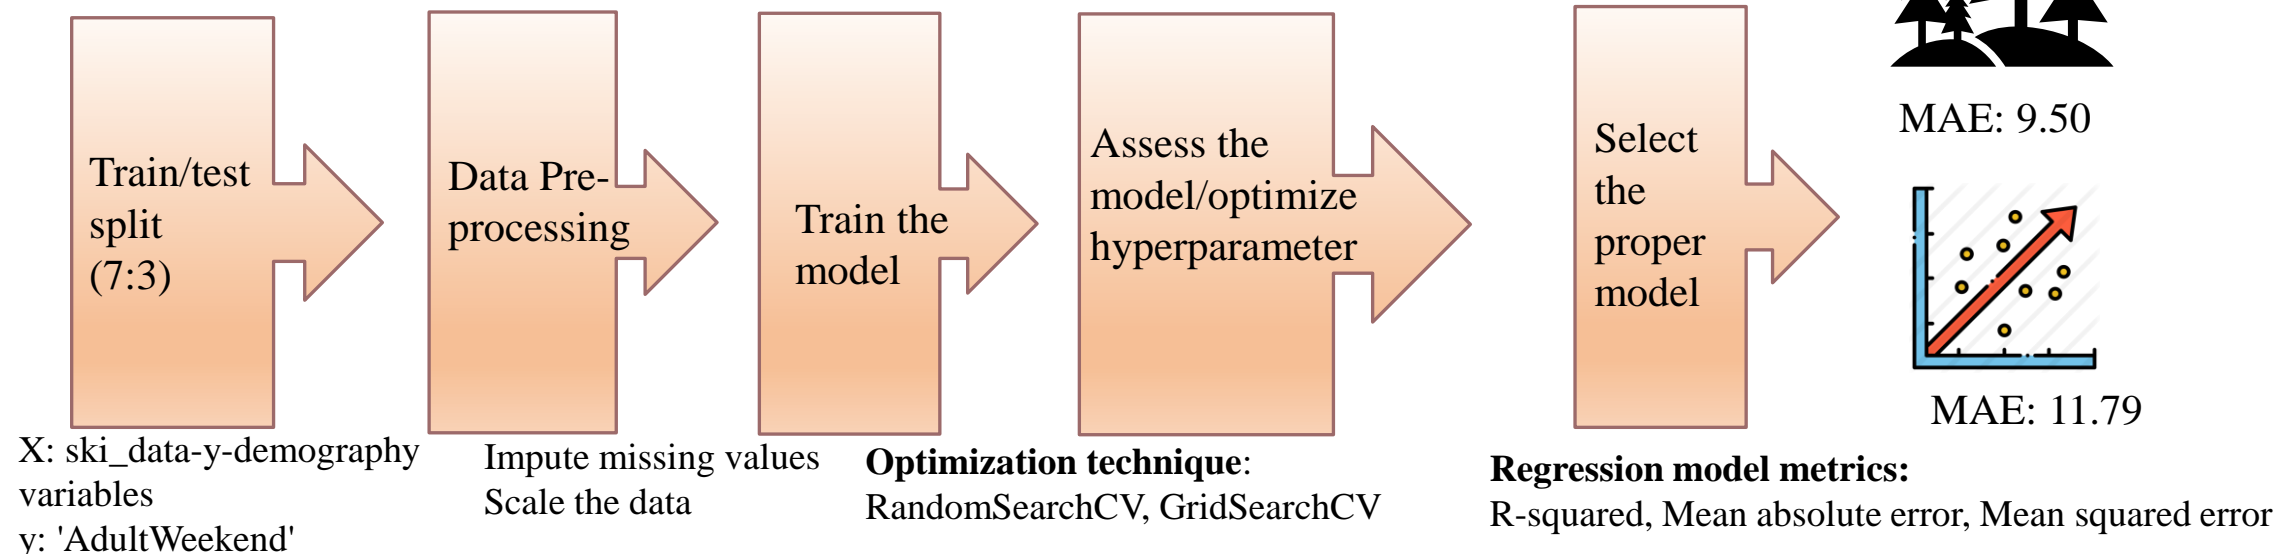 Train/test
split
(7:3)
Data Pre-
processing
Train the
model
Assess the
model/optimize
hyperparameter
Select
the
proper
model
MAE: 9.50
MAE: 11.79
X: ski_data-y-demography
variables
y: 'AdultWeekend'
Impute missing values
Scale the data
Optimization technique:
RandomSearchCV, GridSearchCV
Regression model metrics:
R-squared, Mean absolute error, Mean squared error